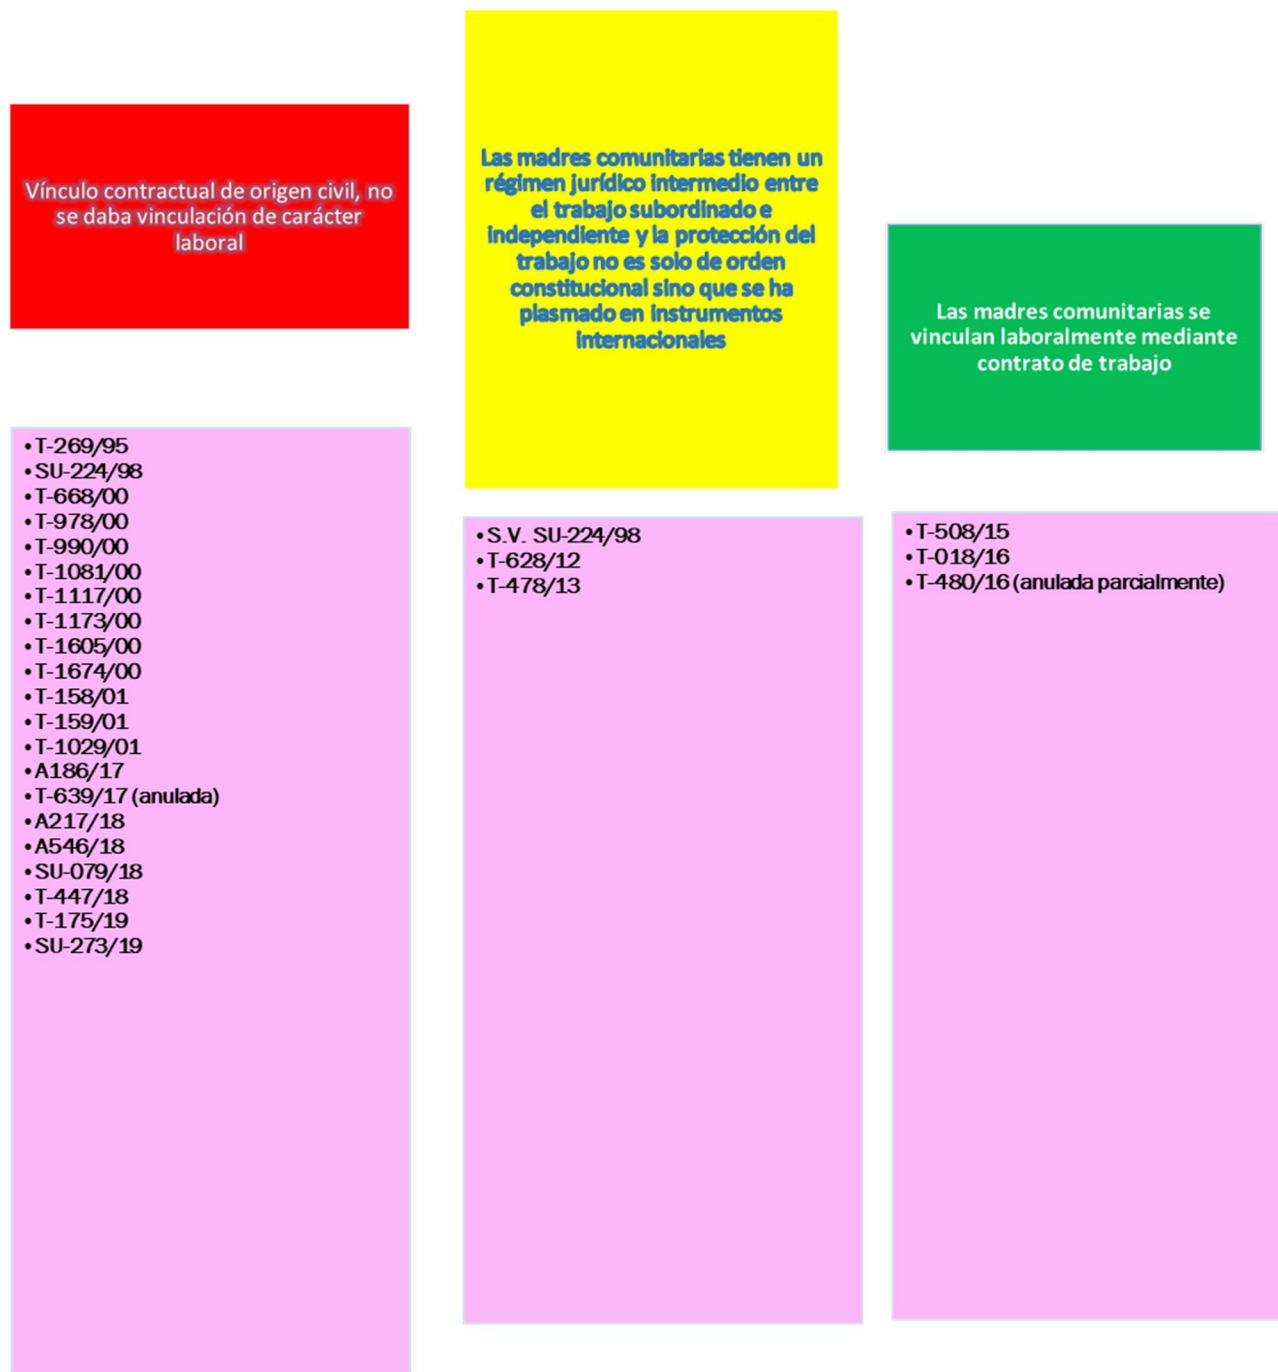 Vínculo contractual de origen civil, no
se daba vinculación de carácter
laboral
•T-269/95
•SU-224/98
•T-668/00
•T-978/00
•T-990/00
•T-1081/00
•T-1117/00
•T-1173/00
•T-1605/00
•T-1674/00
•T-158/01
•T-159/01
•T-1029/01
•A186/17
•T-639/17 (anulada)
•A217/18
•A546/18
•SU-079/18
•T-447/18
•T-175/19
•SU-273/19
Las madres comunitarias tienen un
régimen jurídico intermedio entre
el trabajo subordinado e
independiente y la protección del
trabajo no es solo de orden
constitucional sino que se ha
plasmado en instrumentos
internacionales
•S.V. SU-224/98
•T-628/12
•T-478/13
Las madres comunitarias se
vinculan laboralmente mediante
contrato de trabajo
•T-508/15
•T-018/16
•T-480/16 (anulada parcialmente)